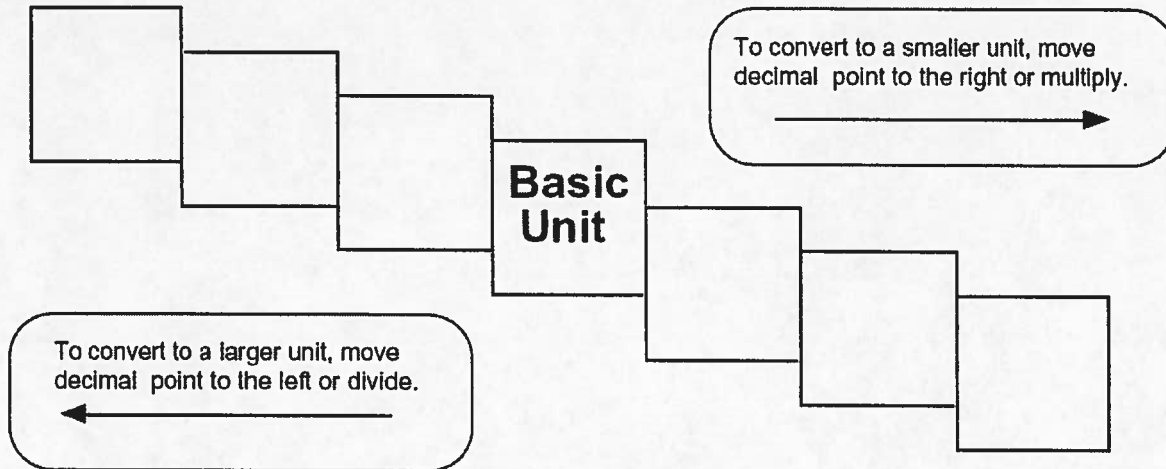 To convert to a smaller unit, move
decimal point to the right or multiply.
Basic
Unit
To convert to a larger unit, move
decimal point to the left or divide.